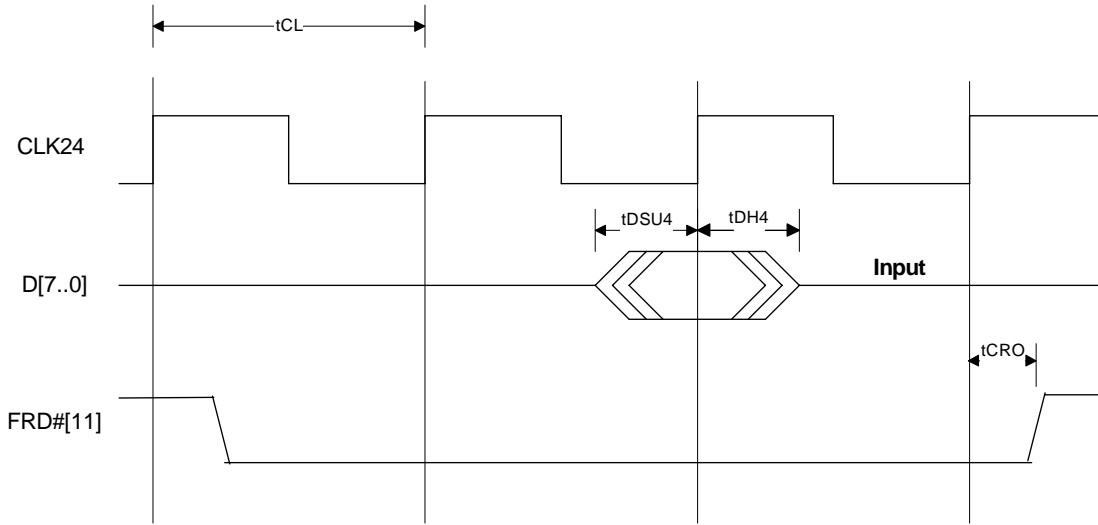 tCL
CLK24
tDSU4
tDH4
D[7..0]
Input
tCRO
FRD#[11]